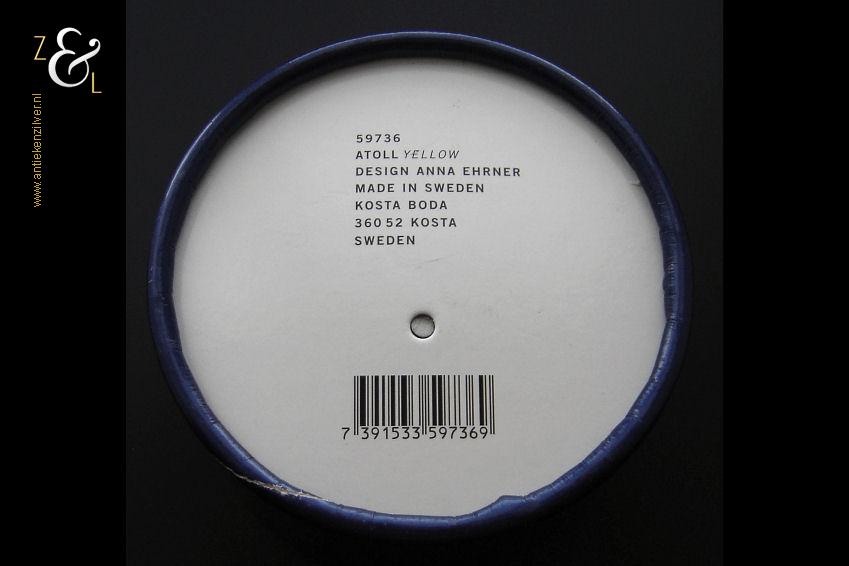 Z & L
www.antiekenzilver.nl
59736
ATOLL YELLOW
DESIGN ANNA EHRNER
MADE IN SWEDEN
KOSTA BODA
360 52 KOSTA
SWEDEN
7 391533 597369